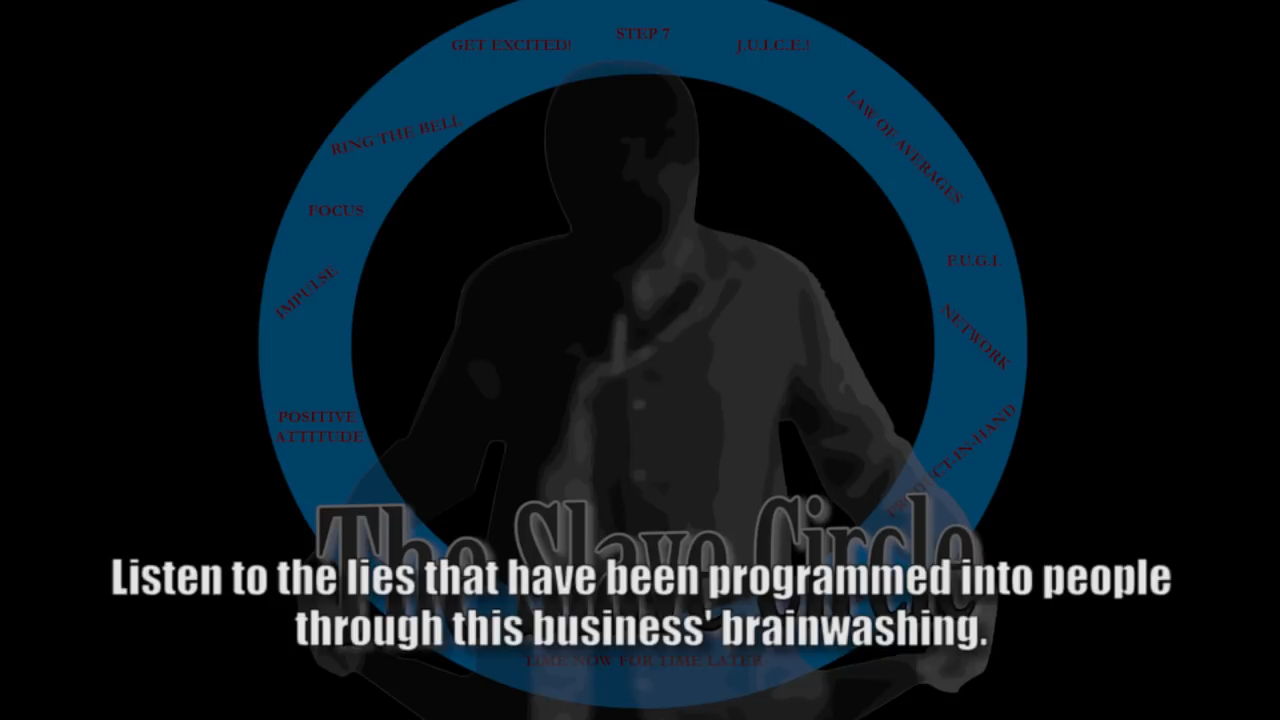 STEP 7
GET EXCITED!
J.U.I.C.E.!
RING THE BELL
LAW OF AVERAGES
FOCUS
F.U.G.I.
IMPULSE
NETWORK
POSITIVE
ATTITUDE
The Slave Circle
Listen to the lies that have been programmed into people
through this business' brainwashing.
TIME NOW FOR TIME LATER